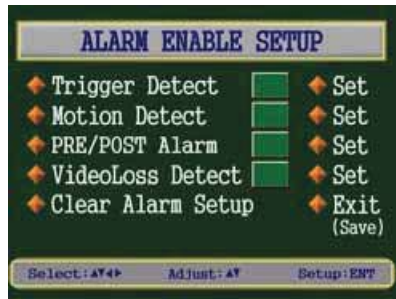 ALARM ENABLE SETUP
Trigger Detect Set
Motion Detect Set
PRE/POST Alarm Set
VideoLoss Detect Set
Clear Alarm Setup Exit
(Save)
Select:▲▼◄► Adjust:▲▼ Setup:ENT